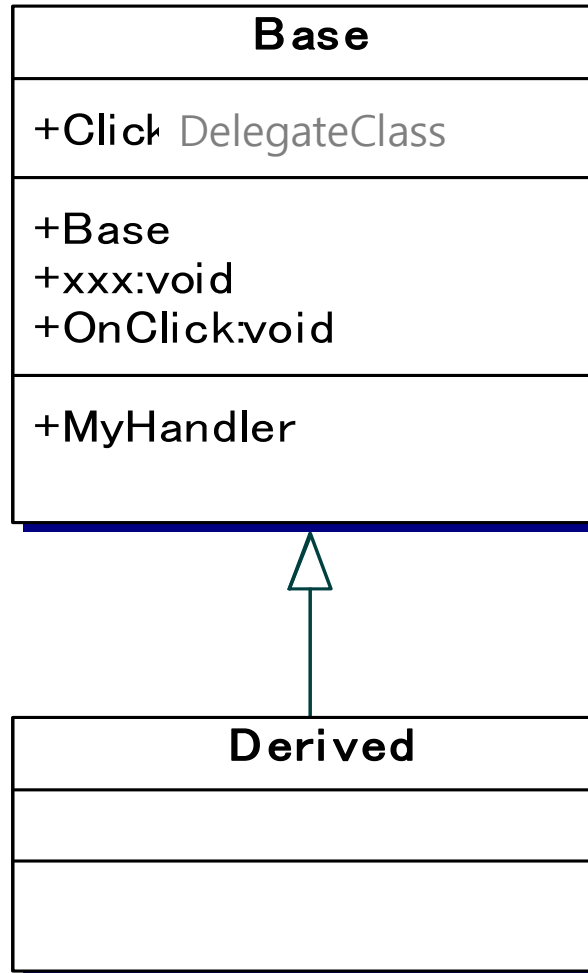 Base
+Click DelegateClass
+Base
+xxx:void
+OnClick:void
+MyHandler
Derived